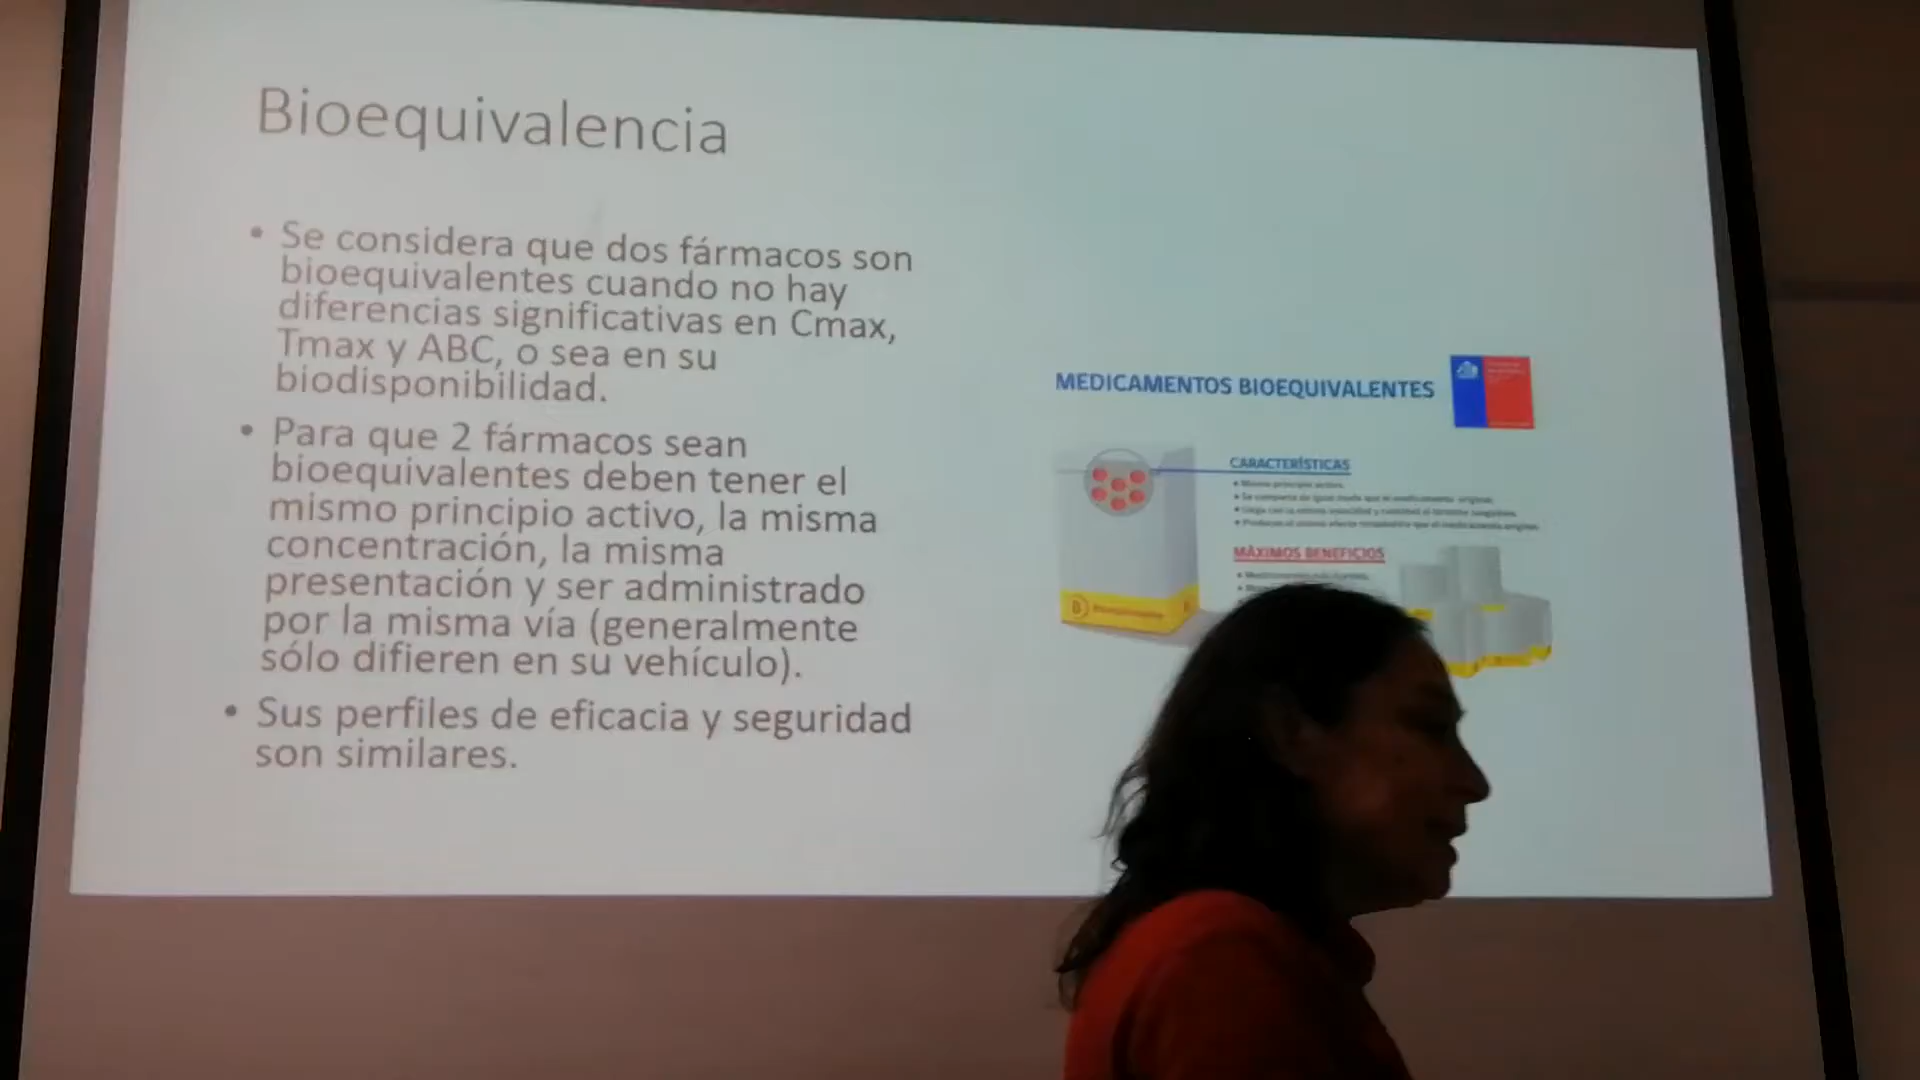 Bioequivalencia
• Se considera que dos fármacos son
bioequivalentes cuando no hay
diferencias significativas en Cmax,
Tmax y ABC, o sea en su
biodisponibilidad.
• Para que 2 fármacos sean
bioequivalentes deben tener el
mismo principio activo, la misma
concentración, la misma
presentación y ser administrado
por la misma vía (generalmente
sólo difieren en su vehículo).
• Sus perfiles de eficacia y seguridad
son similares.
MEDICAMENTOS BIOEQUIVALENTES
CARACTERÍSTICAS
• Mismo principio activo.
MÁXIMOS BENEFICIOS
B